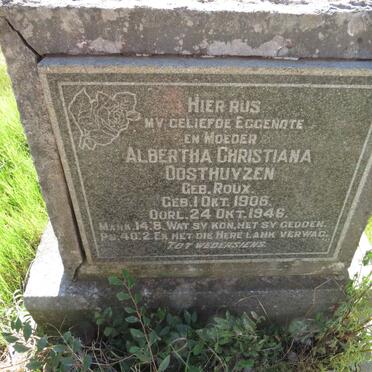 HIER RUS
MY GELIEFDE EGGENOTE
EN MOEDER
ALBERTHA CHRISTIANA
OOSTHUYZEN
GEB. ROUX.
GEB. 1 OKT. 1906.
OORL. 24 OKT. 1946.
MARK. 14:8. WAT SY KON, HET SY GEDOEN.
PS. 40:2. EK HET DIE HERE LANK VERWAG.
TOT WEDERSIENS.